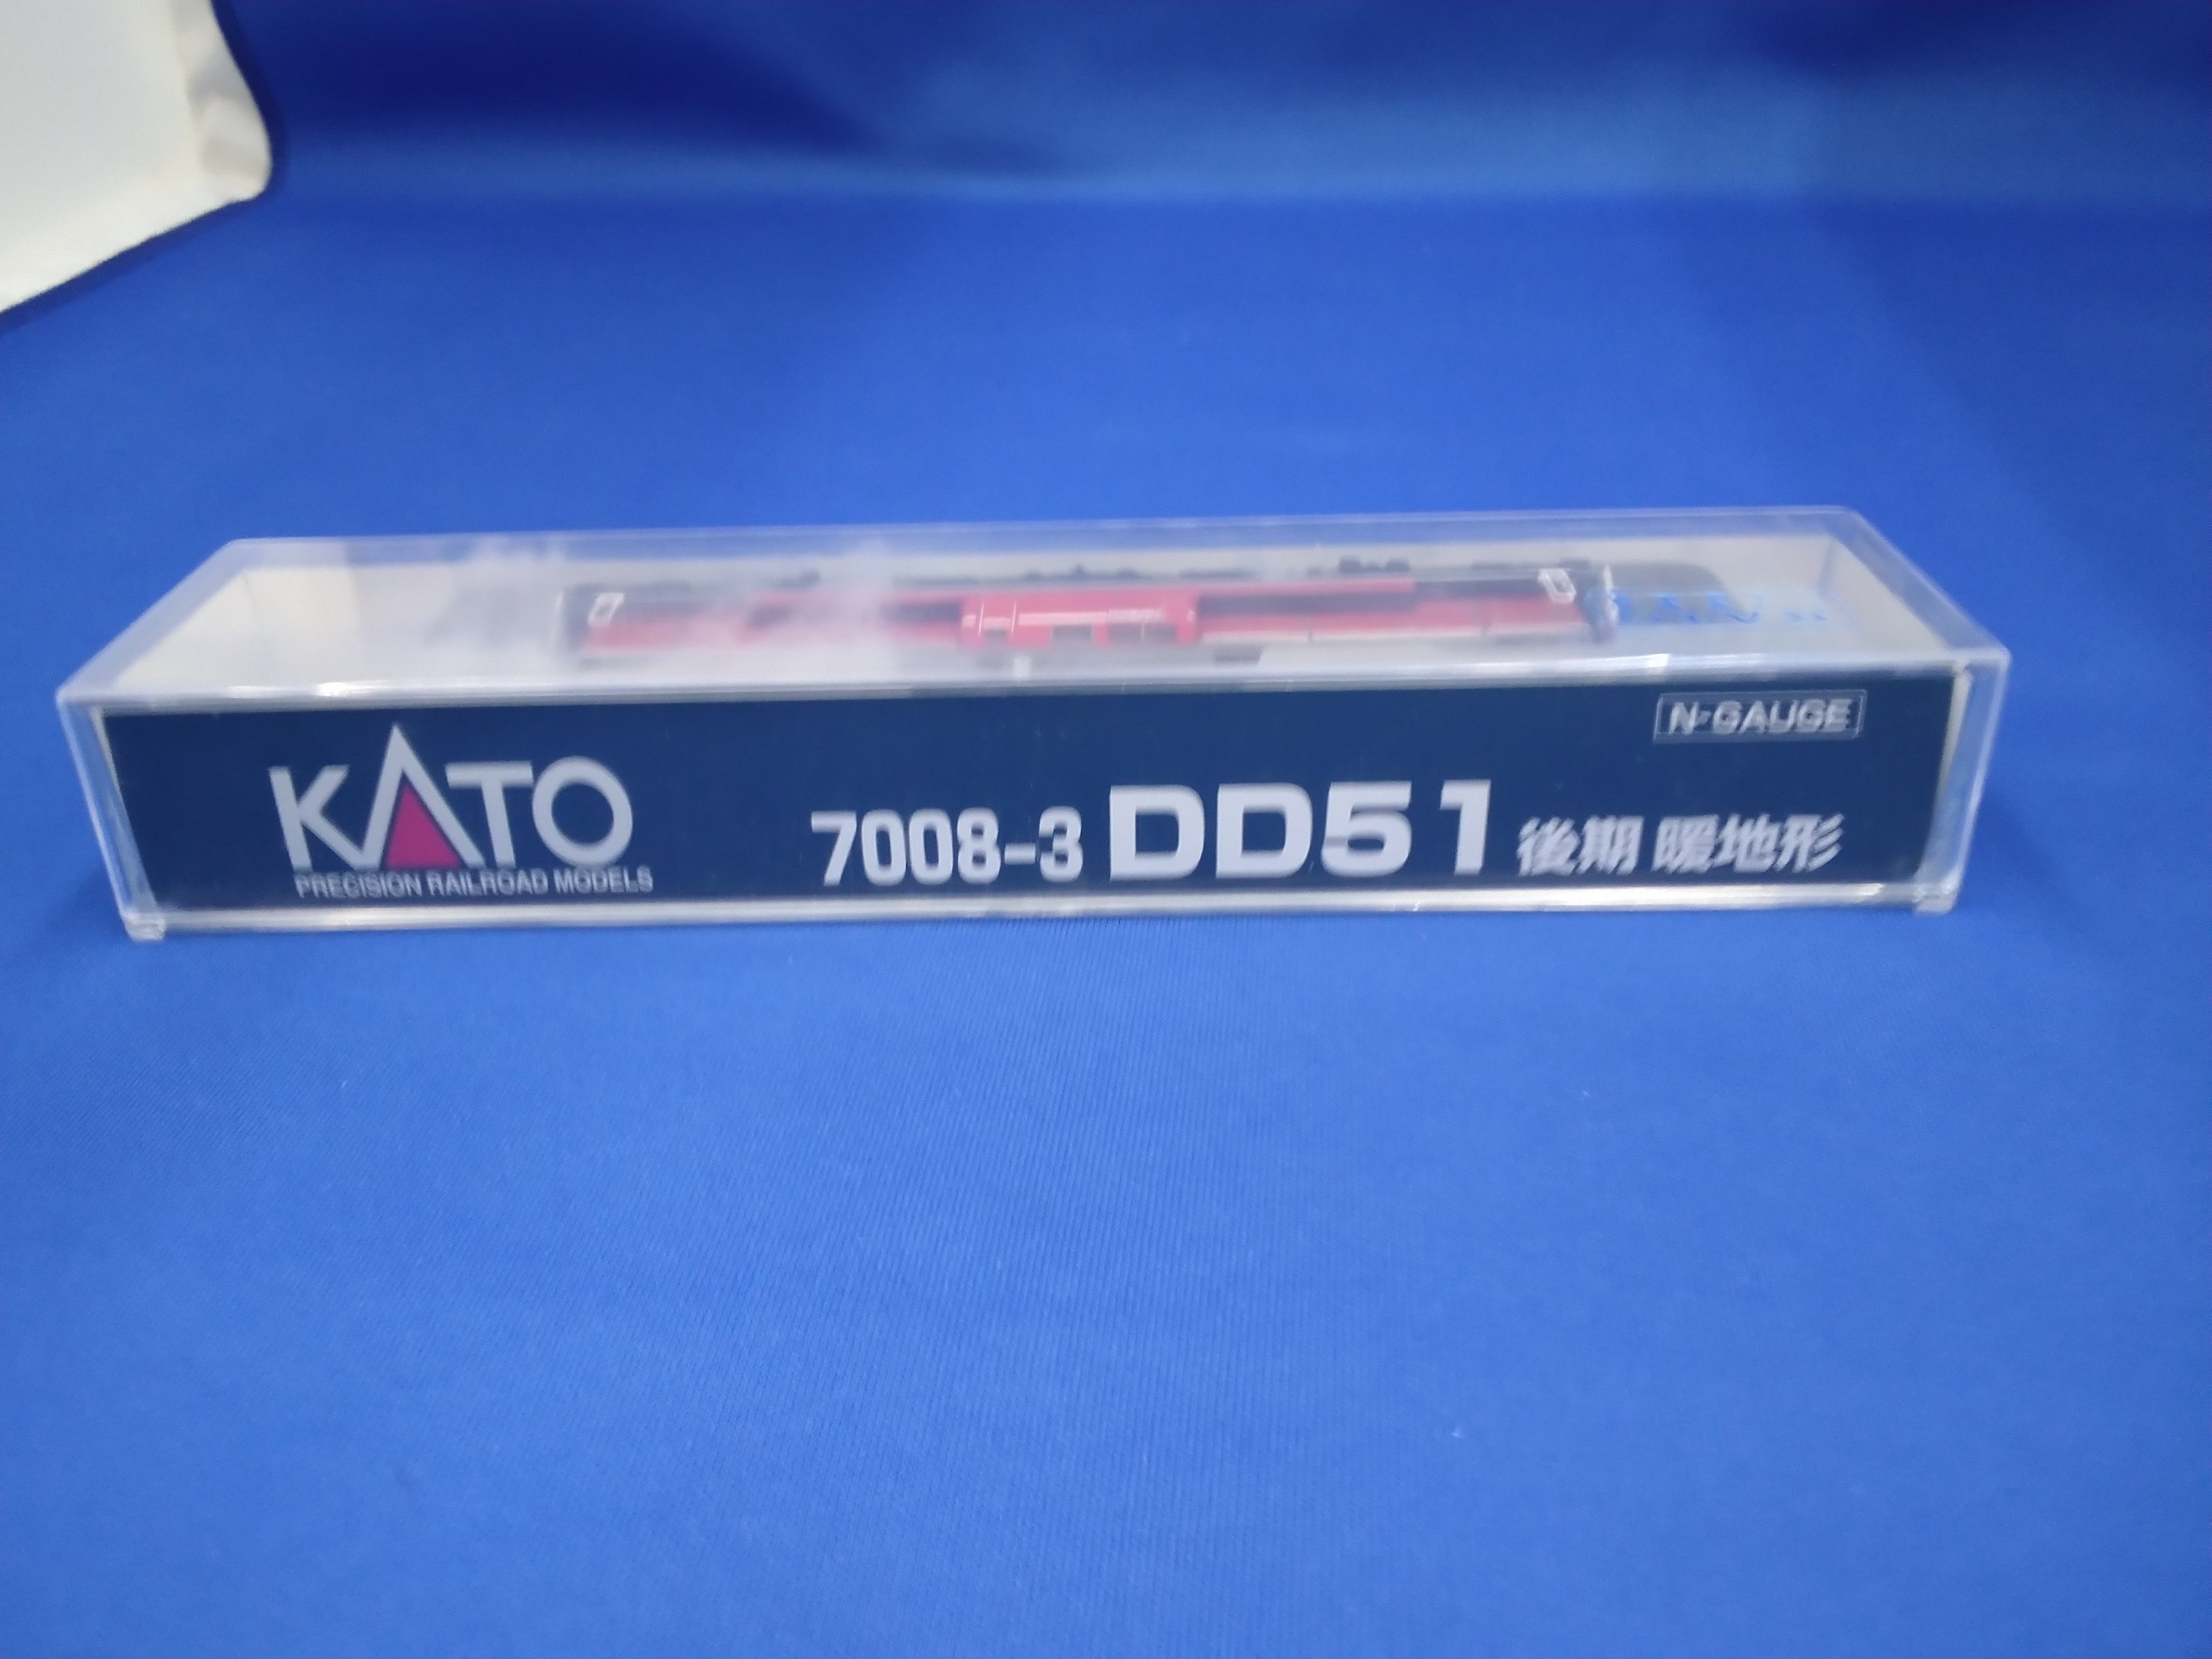 N-GAUGE
KATO
PRECISION RAILROAD MODELS
7008-3 DD51 後期 暖地形